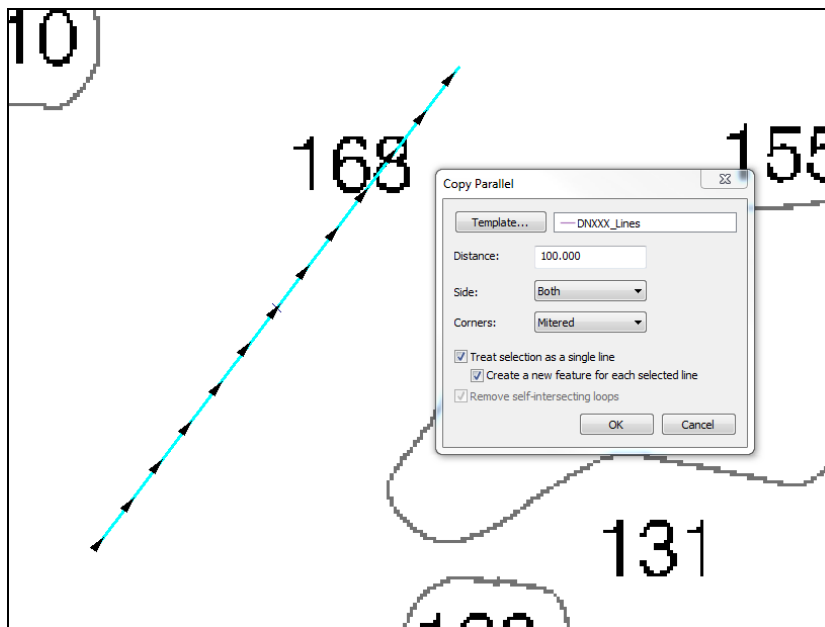 10
168
155
Copy Parallel
Template...
DNXXX_Lines
Distance:
100.000
Side:
Both
Corners:
Mitered
Treat selection as a single line
Create a new feature for each selected line
Remove self-intersecting loops
OK
Cancel
131